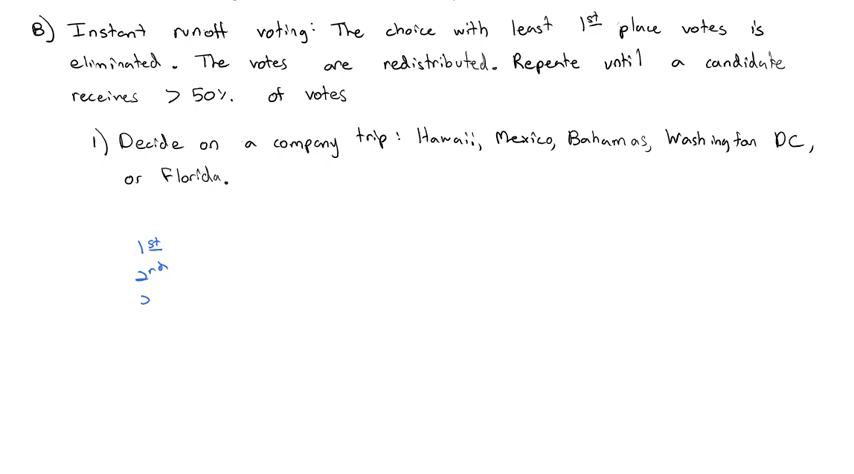 B) Instant runoff voting: The choice with least 1st place votes is
eliminated. The votes are redistributed. Repeate until a candidate
receives > 50% of votes
1) Decide on a company trip: Hawaii, Mexico, Bahamas, Washington DC,
or Florida.
1st
2nd